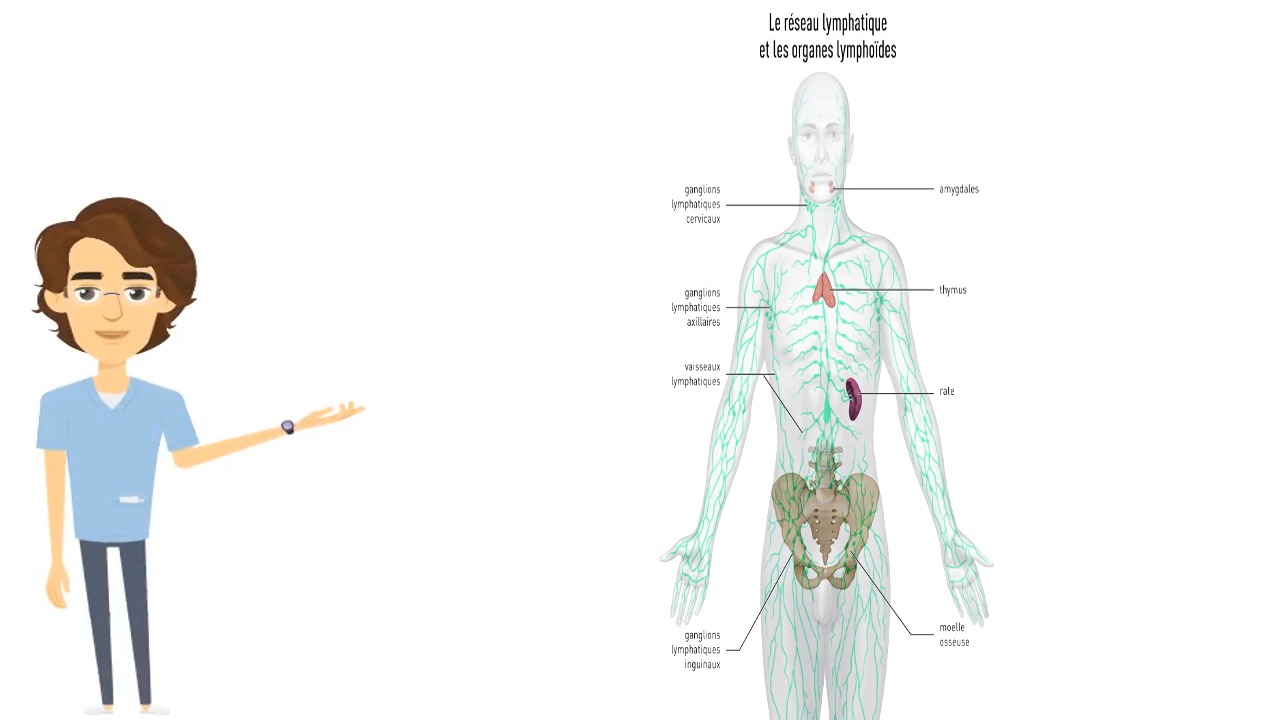 Le réseau lymphatique
et les organes lymphoïdes
ganglions
lymphatiques
cervicaux
amygdales
ganglions
lymphatiques
axillaires
thymus
vaisseaux
lymphatiques
rate
ganglions
lymphatiques
inguinaux
moelle
osseuse